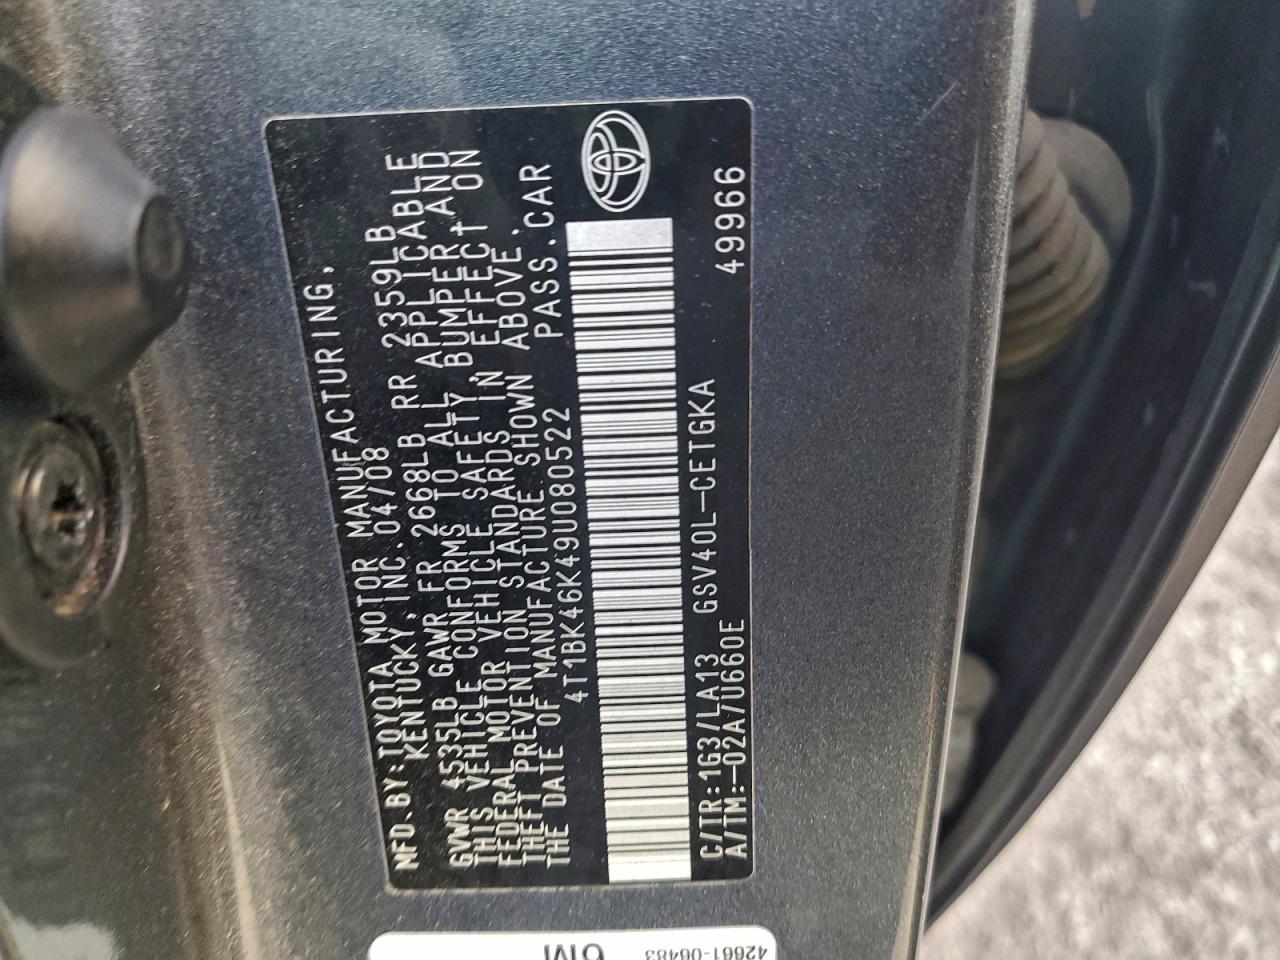 MFD.BY:TOYOTA MOTOR MANUFACTURING,
KENTUCKY,INC.04/08
GVWR 4535LB GAWR FR 2668LB RR 2359LB
THIS VEHICLE CONFORMS TO ALL APPLICABLE
FEDERAL MOTOR VEHICLE SAFETY,BUMPER,AND
THEFT PREVENTION STANDARDS IN EFFECT ON
THE DATE OF MANUFACTURE SHOWN ABOVE.
4T1BK46K49U080522 PASS.CAR
C/TR:1G3/LA13 GSV40L-CETGKA 49966
A/TM:-02A/U660E
6M
42661-06483